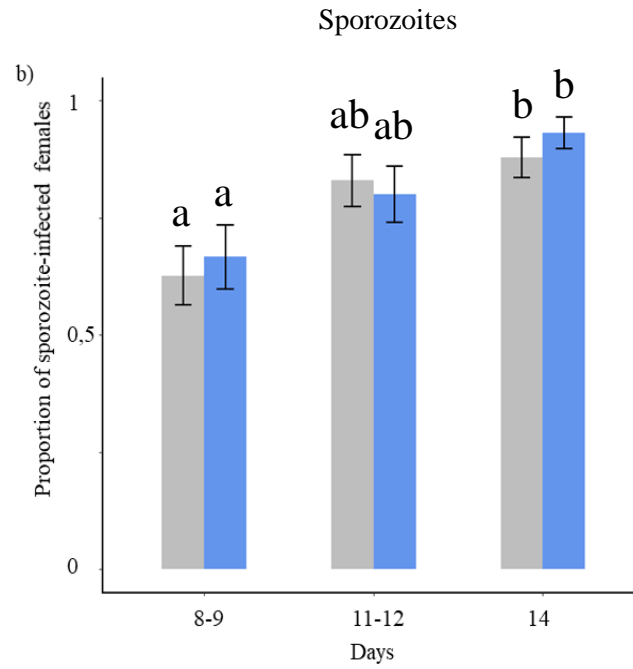 Sporozoites
b)
Proportion of sporozoite-infected females
1
0,5
0
a
a
ab
ab
b
b
8-9
11-12
14
Days